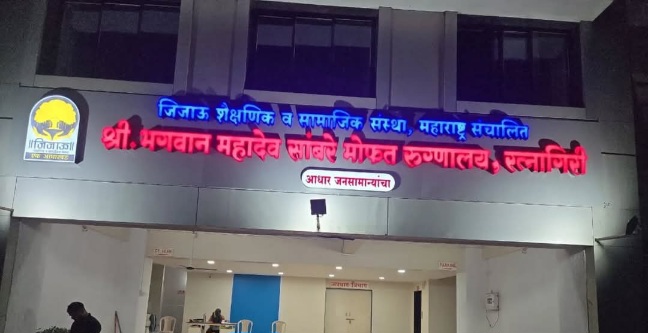 जिजाऊ शैक्षणिक व सामाजिक संस्था, महाराष्ट्र संचालित
श्री. भगवान महादेव सांबरे मोफत रुग्णालय, रत्नागिरी
॥जिजाऊ॥
आधार जनसामान्यांचा